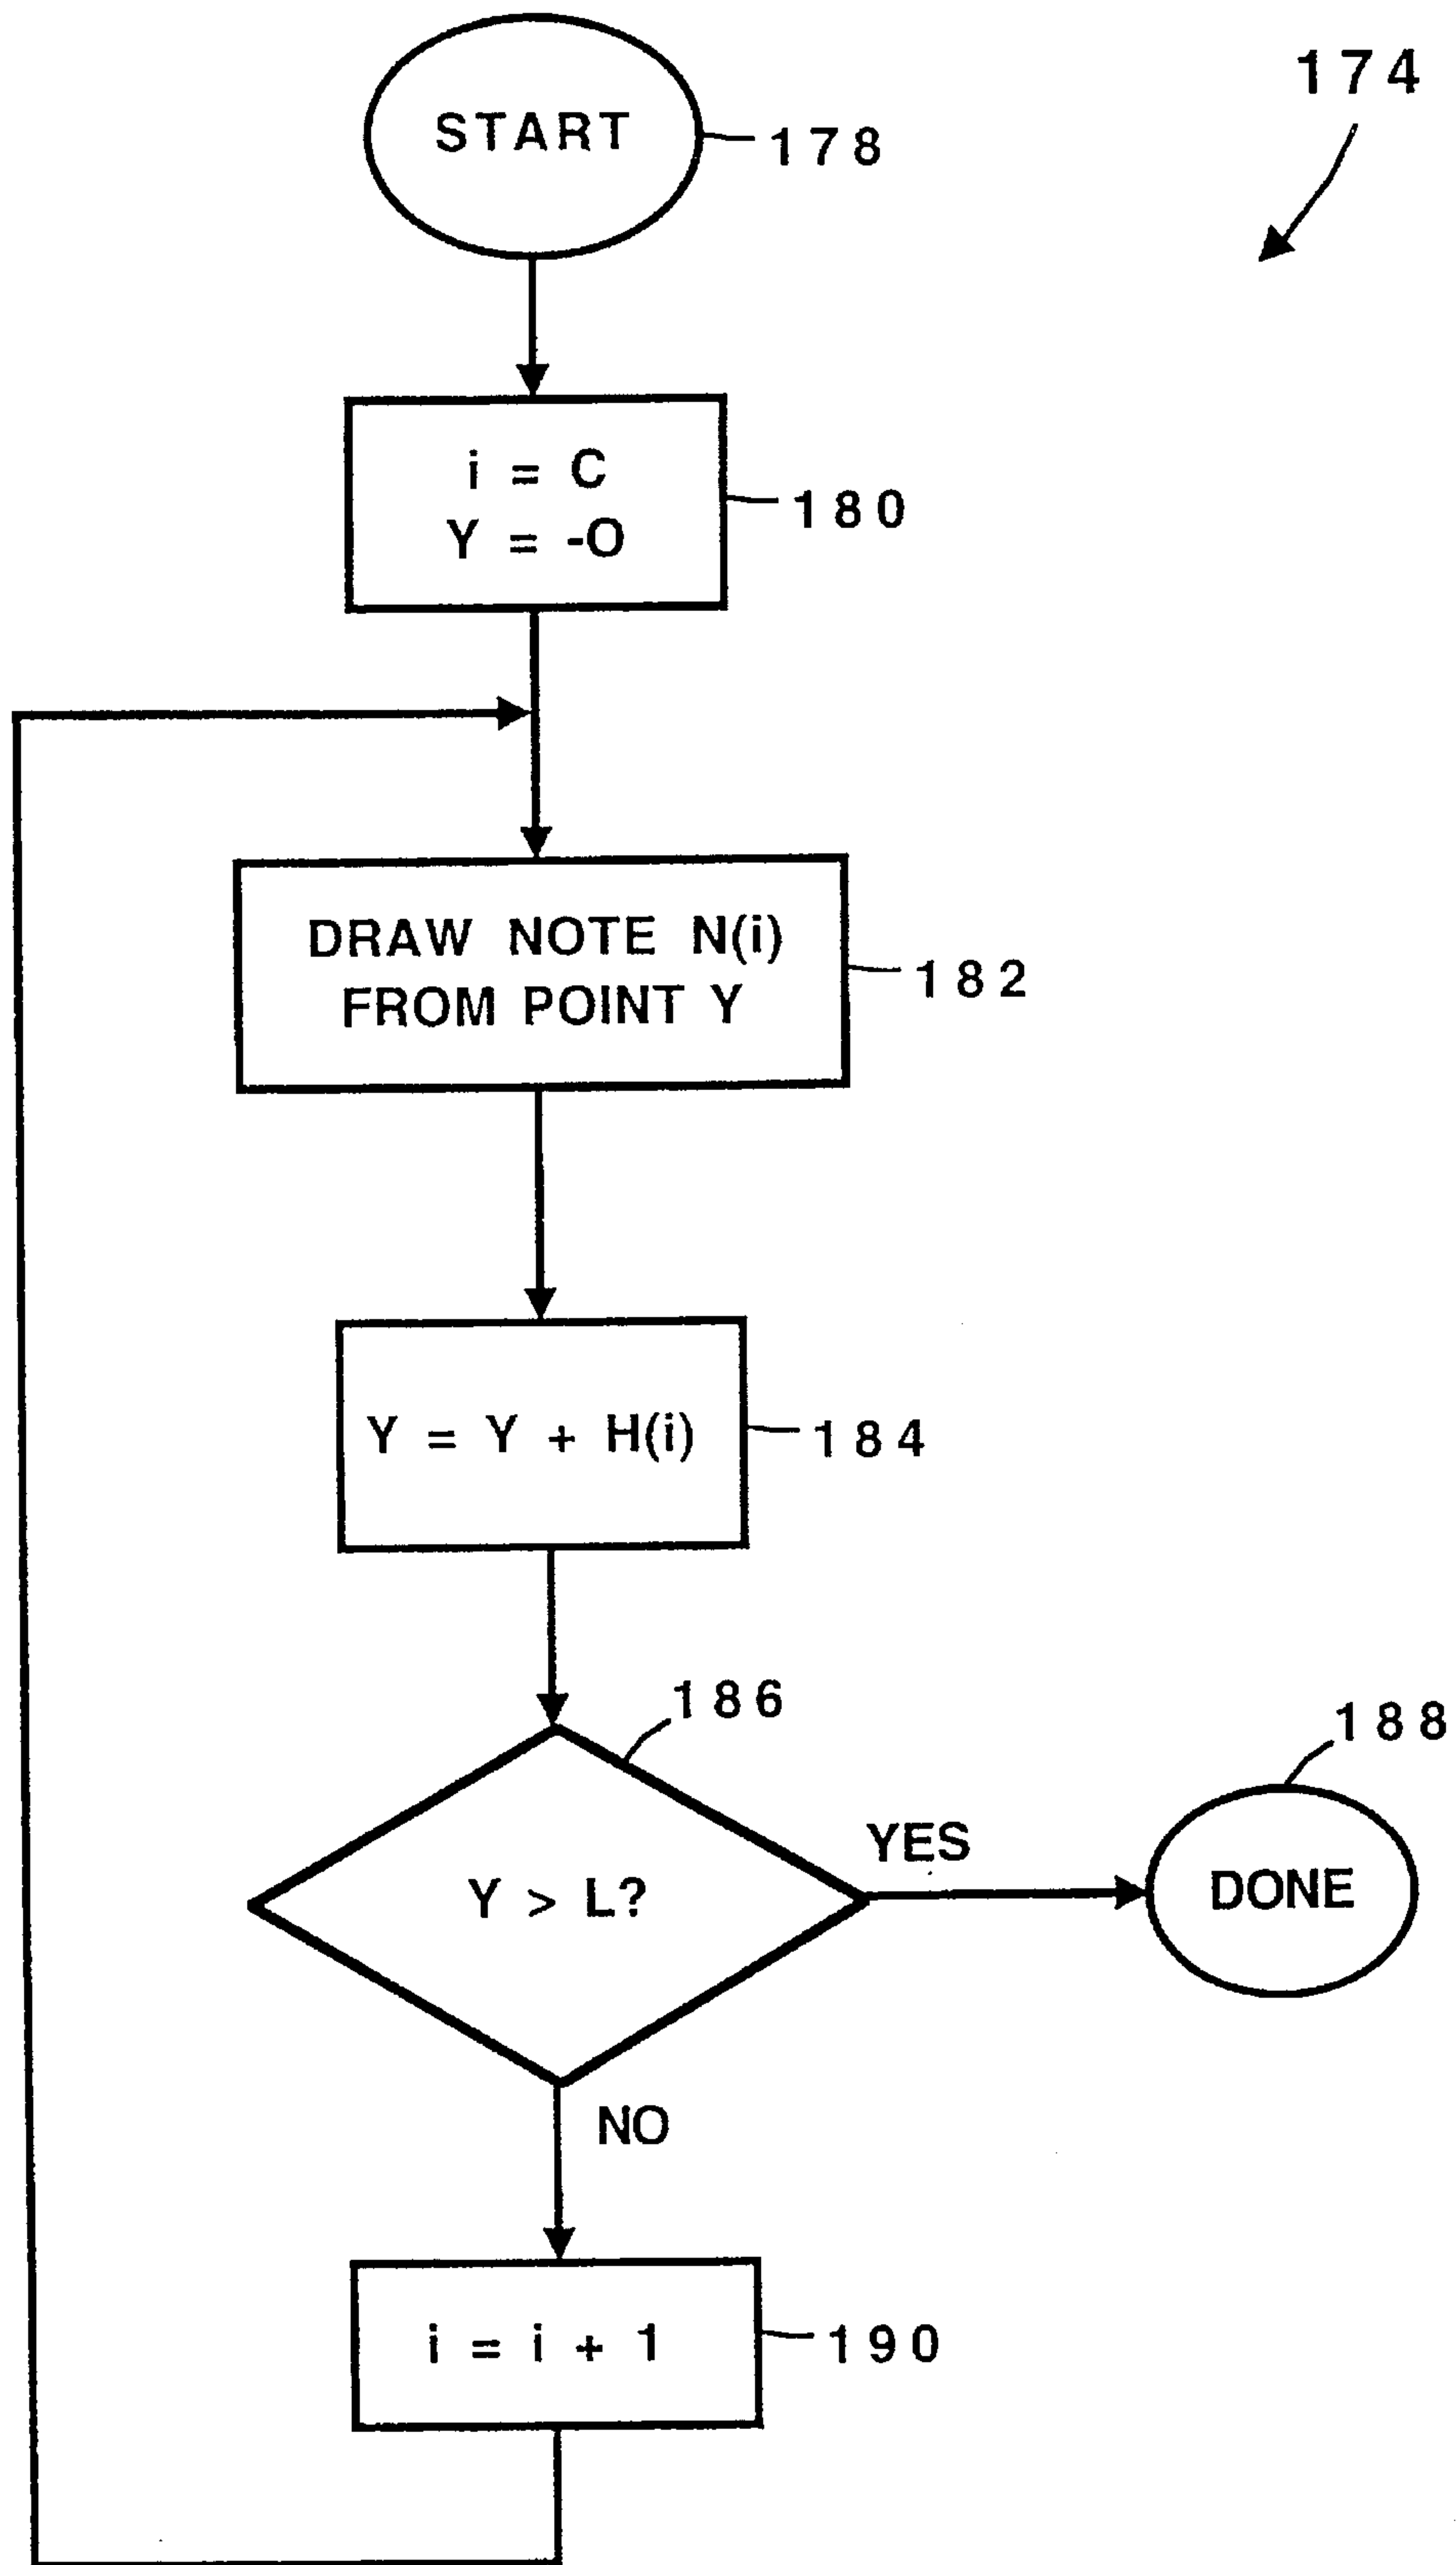 174
START
178
i = C
Y = -O
180
DRAW NOTE N(i)
FROM POINT Y
182
Y = Y + H(i)
184
186
188
Y > L?
YES
DONE
NO
i = i + 1
190